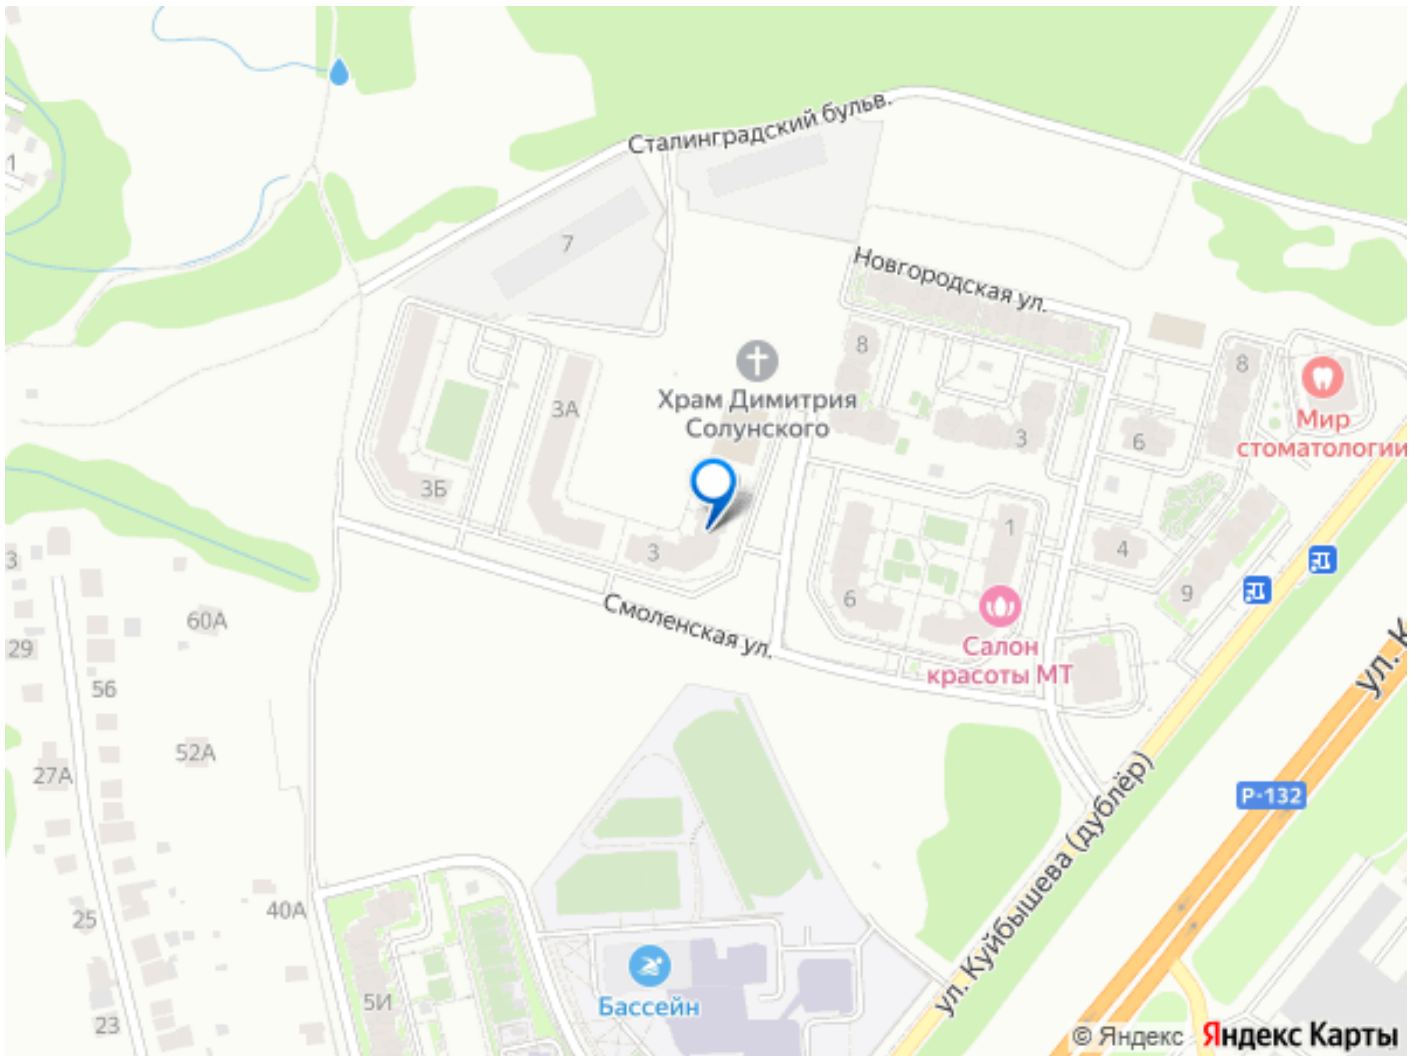 Сталинградский бульв.
1
7
Новгородская ул.
8
8
Храм Димитрия
Солунского
3А
3
6
Мир
стоматологии
3Б
1
3
4
3
6
9
Смоленская ул.
60А
29
Салон
красоты МТ
ул. К
56
52А
27А
Р-132
ул. Куйбышева (дублёр)
40А
25
5И
Бассейн
23
© Яндекс Яндекс Карты